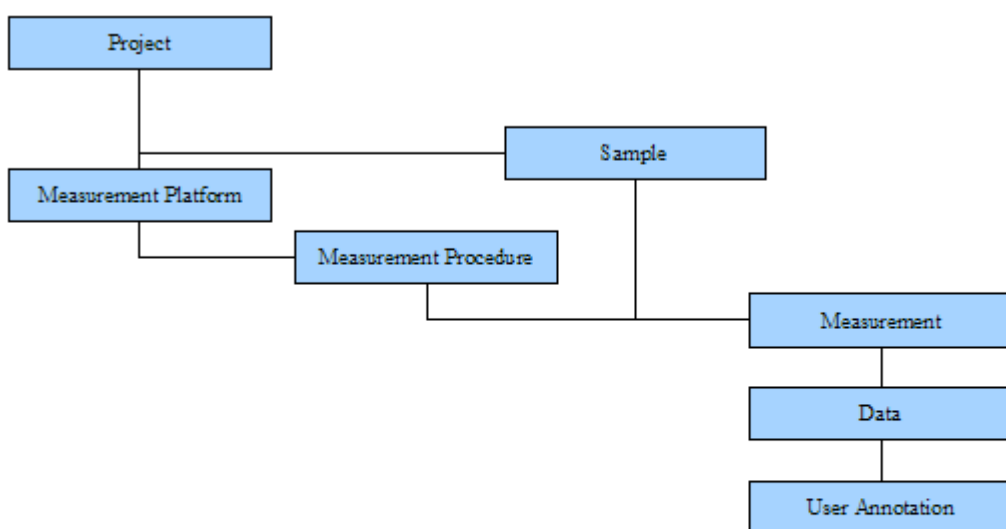 Project
Sample
Measurement Platform
Measurement Procedure
Measurement
Data
User Annotation